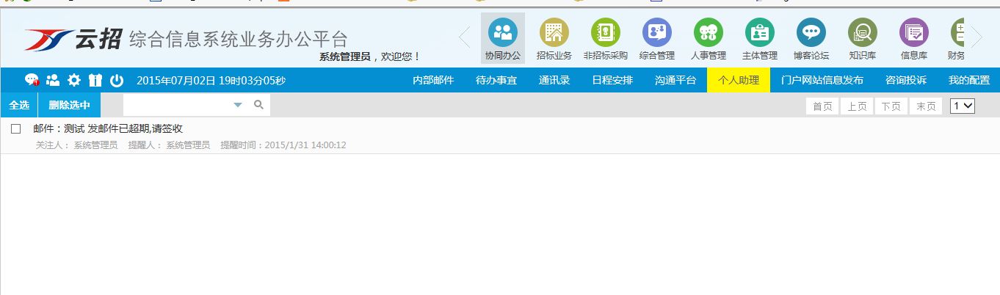 云招 综合信息系统业务办公平台
系统管理员，欢迎您！
协同办公 招标业务 非招标采购 综合管理 人事管理 主体管理 博客论坛 知识库 信息库 财务
2015年07月02日 19时03分05秒 内部邮件 待办事宜 通讯录 日程安排 沟通平台 个人助理 门户网站信息发布 咨询投诉 我的配置
全选 删除选中 首页 上页 下页 末页 1
邮件：测试 发邮件已超期,请签收
关注人： 系统管理员 提醒人： 系统管理员 提醒时间：2015/1/31 14:00:12